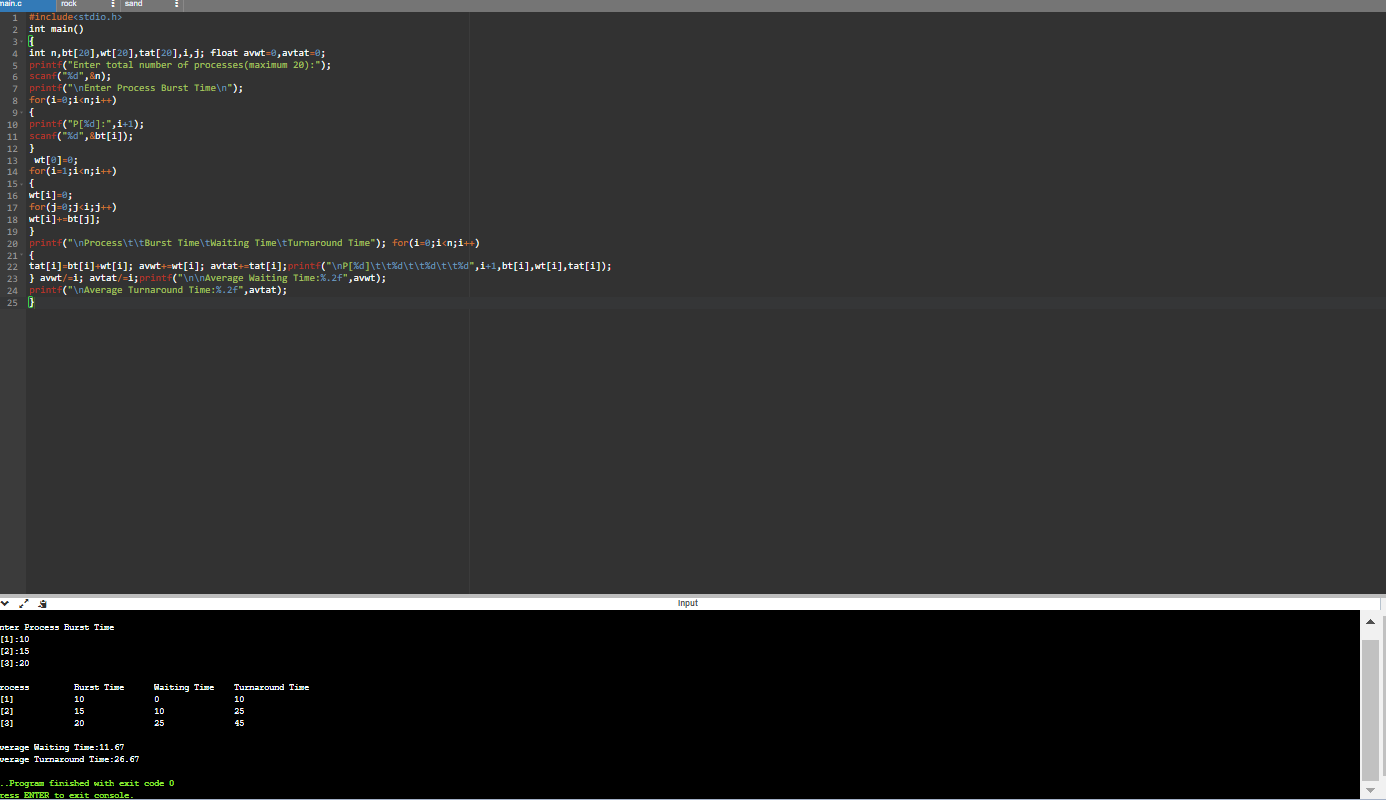 main.c rock sand
1 #include<stdio.h>
2 int main()
3 {
4 int n,bt[20],wt[20],tat[20],i,j; float avwt=0,avtat=0;
5 printf("Enter total number of processes(maximum 20):");
6 scanf("%d",&n);
7 printf("\nEnter Process Burst Time\n");
8 for(i=0;i<n;i++)
9 {
10 printf("P[%d]:",i+1);
11 scanf("%d",&bt[i]);
12 }
13 wt[0]=0;
14 for(i=1;i<n;i++)
15 {
16 wt[i]=0;
17 for(j=0;j<i;j++)
18 wt[i]+=bt[j];
19 }
20 printf("\nProcess\t\tBurst Time\tWaiting Time\tTurnaround Time"); for(i=0;i<n;i++)
21 {
22 tat[i]=bt[i]+wt[i]; avwt+=wt[i]; avtat+=tat[i];printf("\nP[%d]\t\t%d\t\t%d\t\t%d",i+1,bt[i],wt[i],tat[i]);
23 } avwt/=i; avtat/=i;printf("\n\nAverage Waiting Time:%.2f",avwt);
24 printf("\nAverage Turnaround Time:%.2f",avtat);
25 }
input
nter Process Burst Time
[1]:10
[2]:15
[3]:20
rocess Burst Time Waiting Time Turnaround Time
[1] 10 0 10
[2] 15 10 25
[3] 20 25 45
verage Waiting Time:11.67
verage Turnaround Time:26.67
..Program finished with exit code 0
ress ENTER to exit console.